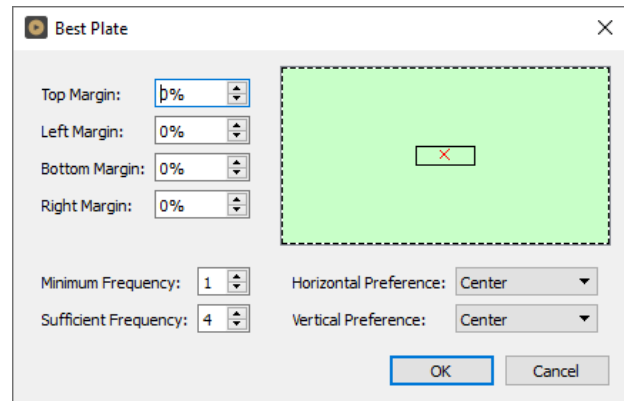 Best Plate
Top Margin: 0%
Left Margin: 0%
Bottom Margin: 0%
Right Margin: 0%
Minimum Frequency: 1 Horizontal Preference: Center
Sufficient Frequency: 4 Vertical Preference: Center
OK Cancel